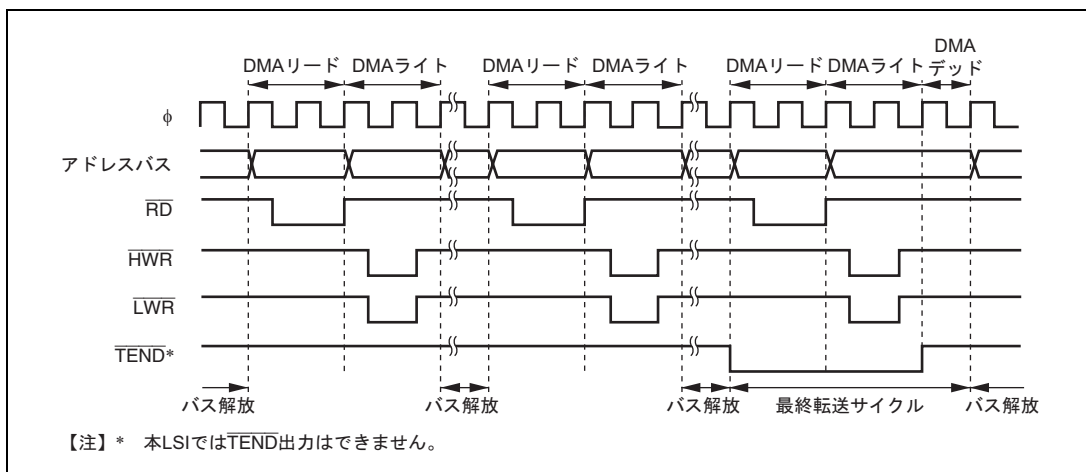 DMA
DMAリード DMAライト DMAリード DMAライト DMAリード DMAライト デッド
φ
アドレスバス
RD
HWR
LWR
TEND*
バス解放 バス解放 バス解放 最終転送サイクル バス解放
【注】* 本LSIではTEND出力はできません。